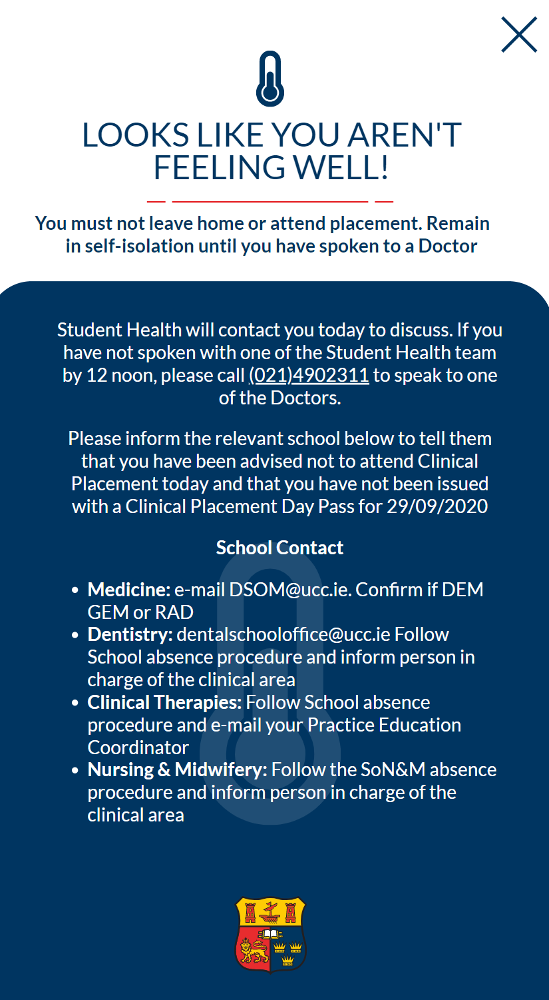 LOOKS LIKE YOU AREN'T
FEELING WELL!
You must not leave home or attend placement. Remain
in self-isolation until you have spoken to a Doctor
Student Health will contact you today to discuss. If you
have not spoken with one of the Student Health team
by 12 noon, please call (021)4902311 to speak to one
of the Doctors.
Please inform the relevant school below to tell them
that you have been advised not to attend Clinical
Placement today and that you have not been issued
with a Clinical Placement Day Pass for 29/09/2020
School Contact
• Medicine: e-mail DSOM@ucc.ie. Confirm if DEM
GEM or RAD
• Dentistry: dentalschooloffice@ucc.ie Follow
School absence procedure and inform person in
charge of the clinical area
• Clinical Therapies: Follow School absence
procedure and e-mail your Practice Education
Coordinator
• Nursing & Midwifery: Follow the SoN&M absence
procedure and inform person in charge of the
clinical area